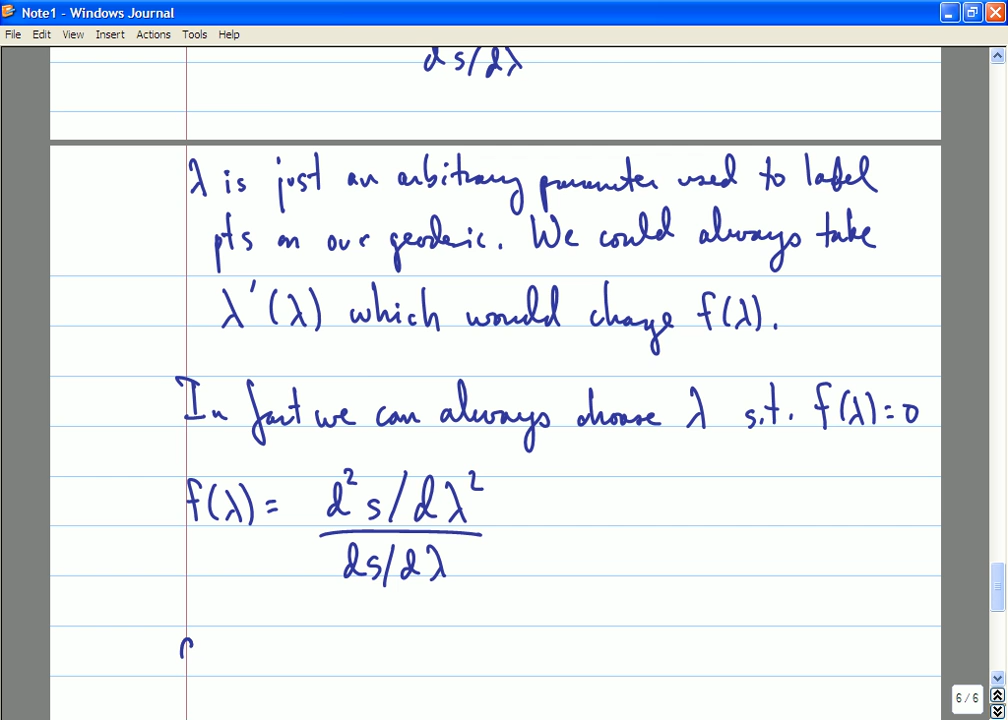 Note1 - Windows Journal
File Edit View Insert Actions Tools Help
ds/dλ
λ is just an arbitrary parameter used to label
pts on our geodesic. We could always take
λ'(λ) which would change f(λ).
In fact we can always choose λ s.t. f(λ)=0
f(λ) = d²s/dλ²
ds/dλ
6/6